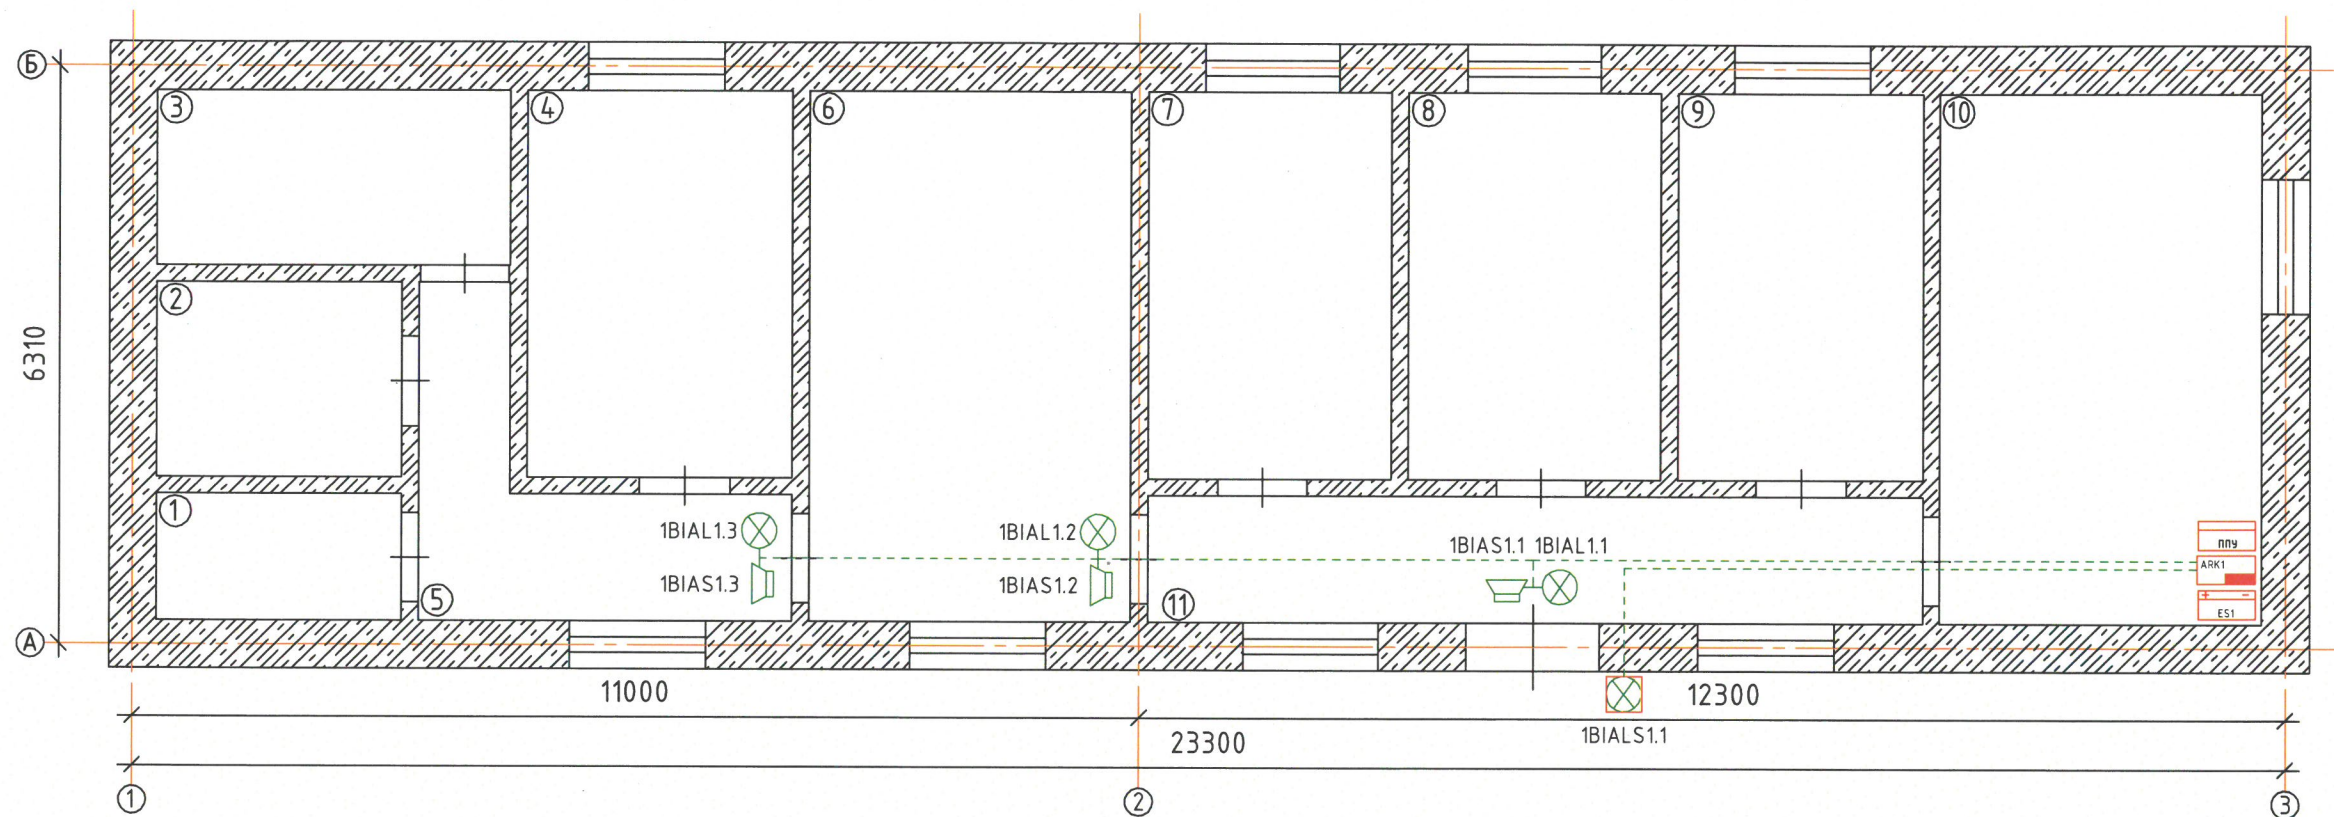 Б
3
4
6
7
8
9
10
2
6310
1
1BIAL1.3
1BIAL1.2
1BIAS1.1 1BIAL1.1
ППУ
ARK1
1BIAS1.3
1BIAS1.2
+ −
ES1
5
11
А
11000
12300
1BIALS1.1
23300
1
2
3